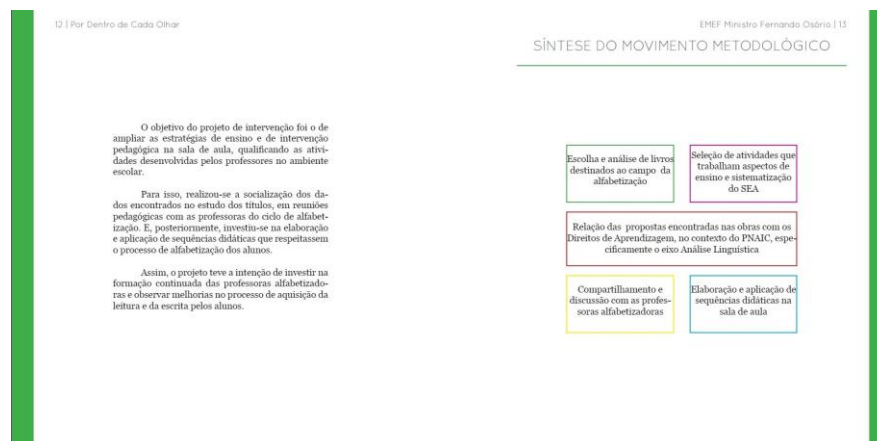 12 | Por Dentro de Cada Olhar
O objetivo do projeto de intervenção foi o de
ampliar as estratégias de ensino e de intervenção
pedagógica na sala de aula, qualificando as ativi-
dades desenvolvidas pelos professores no ambiente
escolar.
Para isso, realizou-se a socialização dos da-
dos encontrados no estudo dos títulos, em reuniões
pedagógicas com as professoras do ciclo de alfabet-
ização. E, posteriormente, investiu-se na elaboração
e aplicação de sequências didáticas que respeitassem
o processo de alfabetização dos alunos.
Assim, o projeto teve a intenção de investir na
formação continuada das professoras alfabetizado-
ras e observar melhorias no processo de aquisição da
leitura e da escrita pelos alunos.
EMEF Ministro Fernando Osório | 13
SÍNTESE DO MOVIMENTO METODOLÓGICO
Escolha e análise de livros
destinados ao campo da
alfabetização
Seleção de atividades que
trabalham aspectos de
ensino e sistematização
do SEA
Relação das propostas encontradas nas obras com os
Direitos de Aprendizagem, no contexto do PNAIC, espe-
cificamente o eixo Análise Linguística
Compartilhamento e
discussão com as profes-
soras alfabetizadoras
Elaboração e aplicação de
sequências didáticas na
sala de aula